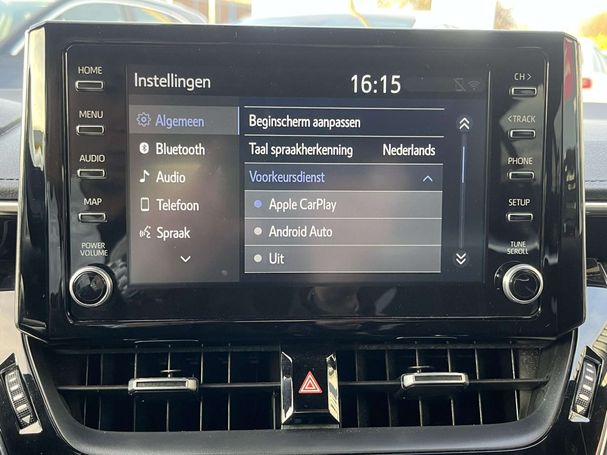 HOME
MENU
AUDIO
MAP
POWER
VOLUME
Instellingen
16:15
Algemeen
Bluetooth
Audio
Telefoon
Spraak
Beginscherm aanpassen
Taal spraakherkenning Nederlands
Voorkeursdienst
Apple CarPlay
Android Auto
Uit
CH >
< TRACK
PHONE
SETUP
TUNE
SCROLL